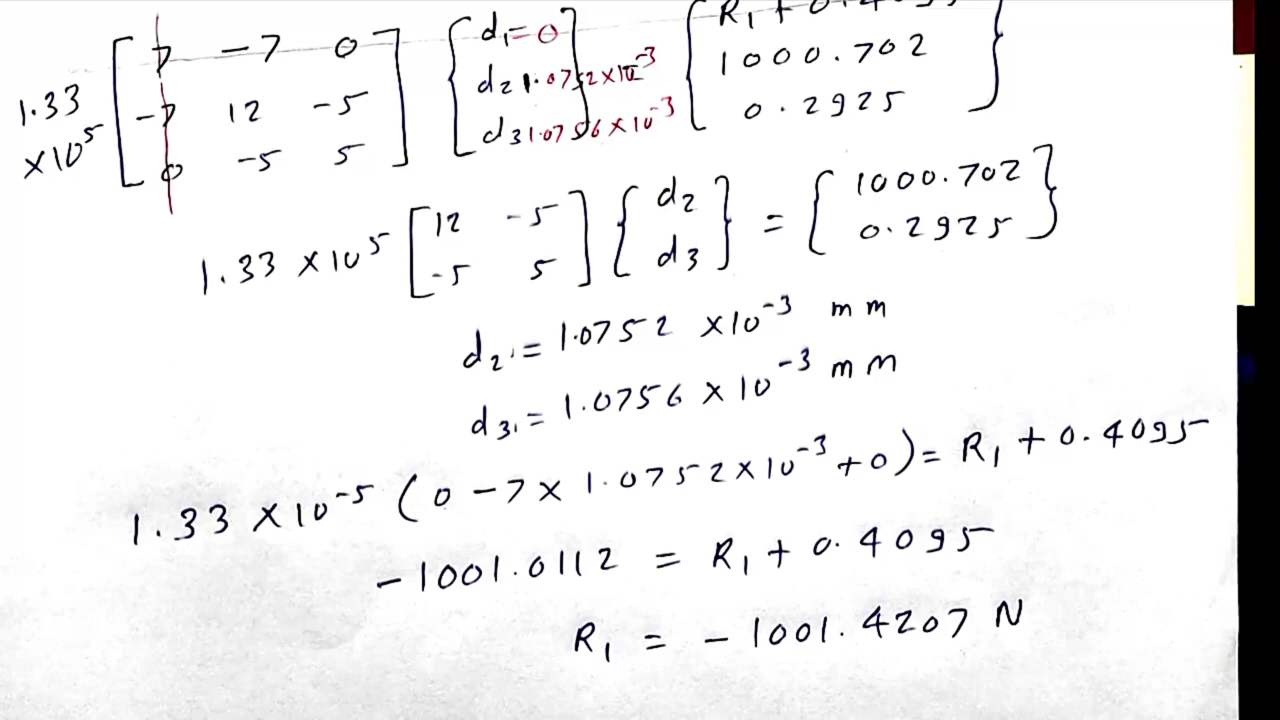 1.33 ×10⁵ [ 7 −7 0 ] { d₁=0 } { R₁ + 0.4095
[ −7 12 −5 ] { d₂ 1.0752×10⁻³ } { 1000.702 }
[ 0 −5 5 ] { d₃ 1.0756×10⁻³ } { 0.2925 }
1.33 ×10⁵ [ 12 −5 ] { d₂ } = { 1000.702 }
[ −5 5 ] { d₃ } { 0.2925 }
d₂ = 1.0752 ×10⁻³ mm
d₃ = 1.0756 × 10⁻³ mm
1.33 ×10⁻⁵ ( 0 −7 × 1.0752×10⁻³ +0 ) = R₁ + 0.4095
−1001.0112 = R₁ + 0.4095
R₁ = −1001.4207 N